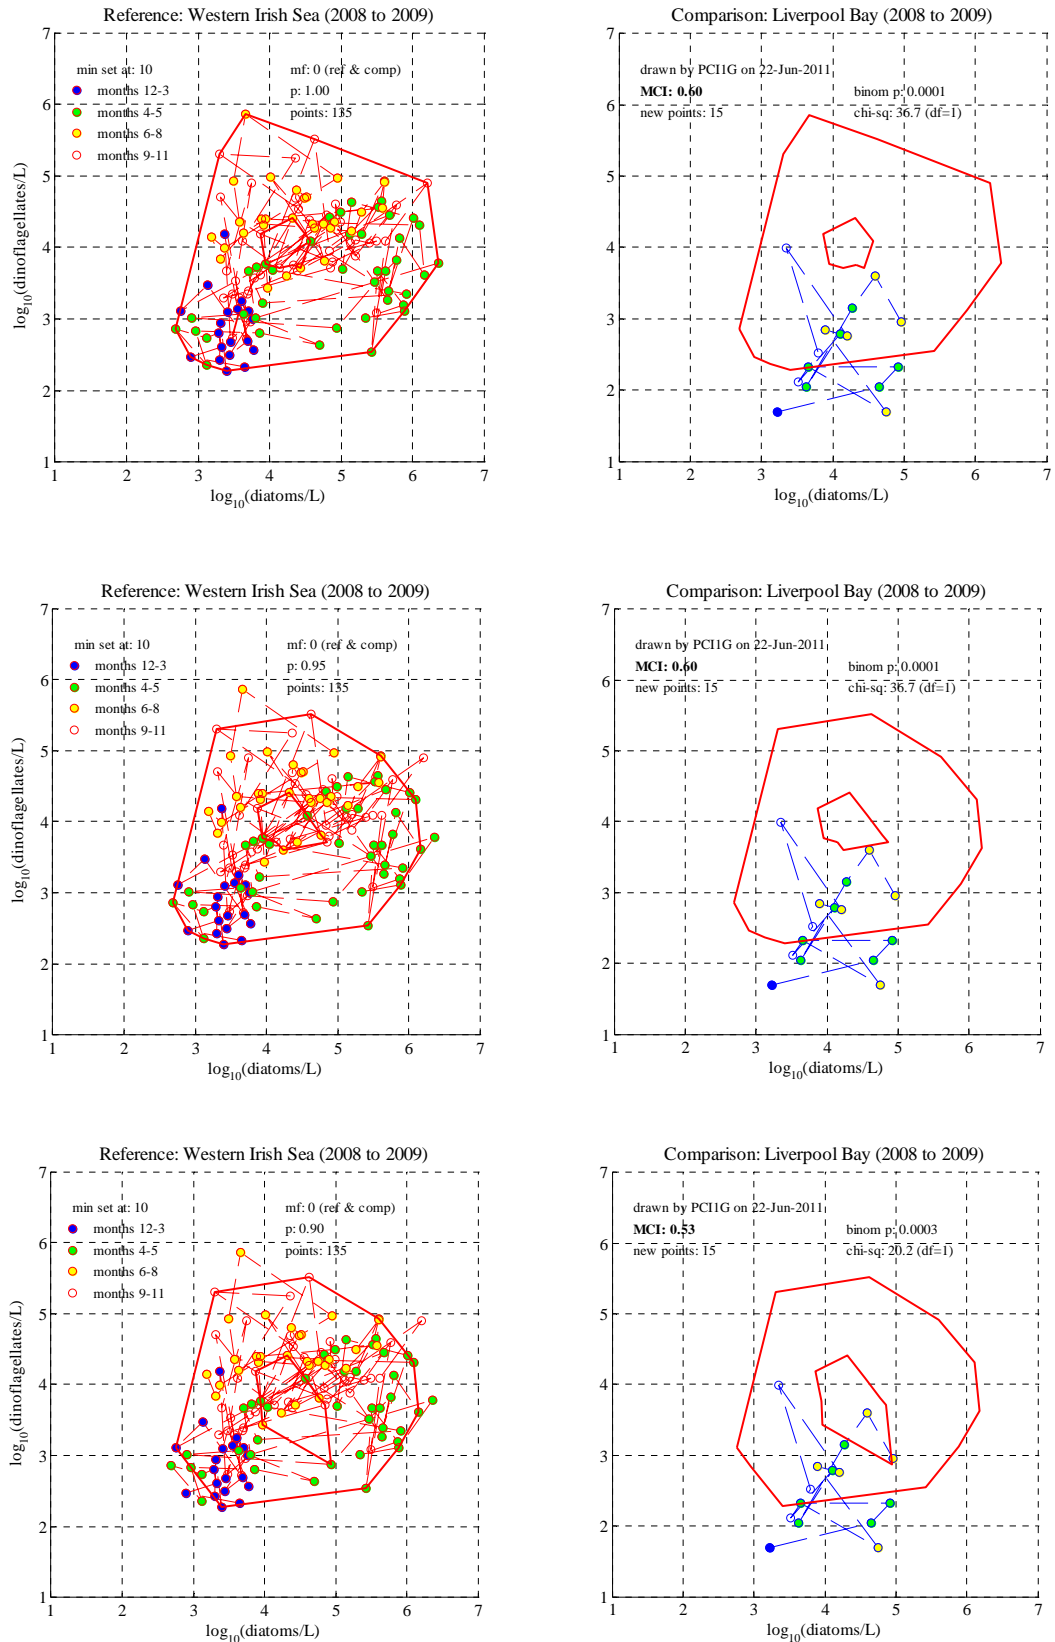 Reference: Western Irish Sea (2008 to 2009)
7
6
5
4
3
2
1
min set at: 10
months 12-3
months 4-5
months 6-8
months 9-11
mf: 0 (ref & comp)
p: 1.00
points: 135
log10(dinoflagellates/L)
1 2 3 4 5 6 7
log10(diatoms/L)
Comparison: Liverpool Bay (2008 to 2009)
7
6
5
4
3
2
1
drawn by PCI1G on 22-Jun-2011
MCI: 0.60
new points: 15
binom p: 0.0001
chi-sq: 36.7 (df=1)
1 2 3 4 5 6 7
log10(diatoms/L)
Reference: Western Irish Sea (2008 to 2009)
7
6
5
4
3
2
1
min set at: 10
months 12-3
months 4-5
months 6-8
months 9-11
mf: 0 (ref & comp)
p: 0.95
points: 135
log10(dinoflagellates/L)
1 2 3 4 5 6 7
log10(diatoms/L)
Comparison: Liverpool Bay (2008 to 2009)
7
6
5
4
3
2
1
drawn by PCI1G on 22-Jun-2011
MCI: 0.60
new points: 15
binom p: 0.0001
chi-sq: 36.7 (df=1)
1 2 3 4 5 6 7
log10(diatoms/L)
Reference: Western Irish Sea (2008 to 2009)
7
6
5
4
3
2
1
min set at: 10
months 12-3
months 4-5
months 6-8
months 9-11
mf: 0 (ref & comp)
p: 0.90
points: 135
log10(dinoflagellates/L)
1 2 3 4 5 6 7
log10(diatoms/L)
Comparison: Liverpool Bay (2008 to 2009)
7
6
5
4
3
2
1
drawn by PCI1G on 22-Jun-2011
MCI: 0.53
new points: 15
binom p: 0.0003
chi-sq: 20.2 (df=1)
1 2 3 4 5 6 7
log10(diatoms/L)